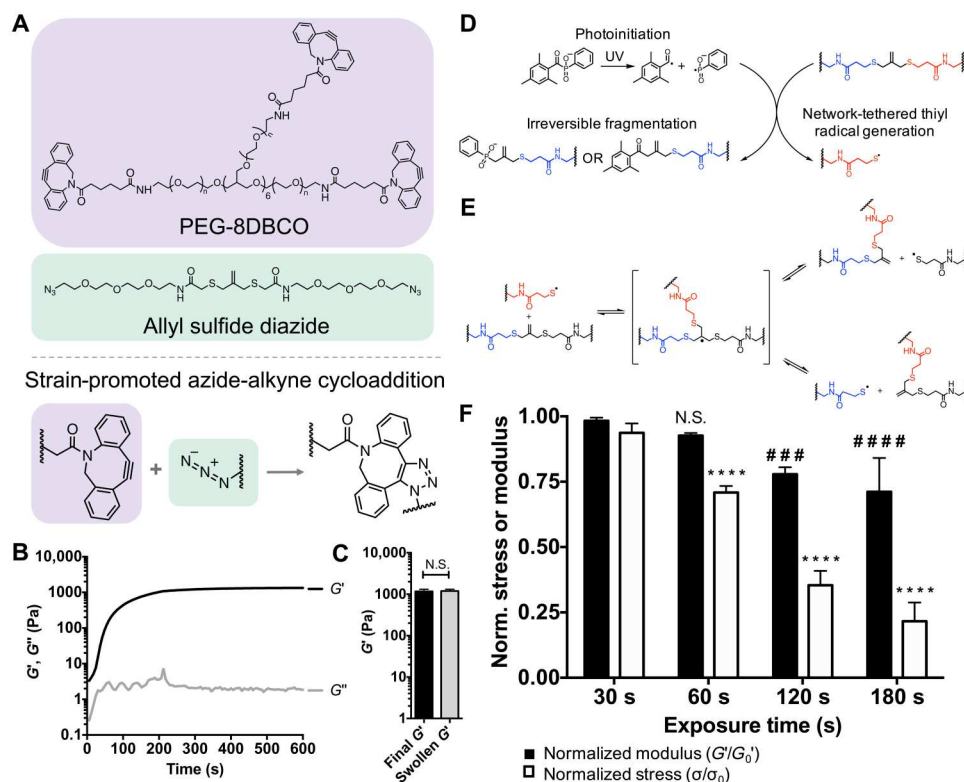 A
PEG-8DBCO
Allyl sulfide diazide
Strain-promoted azide-alkyne cycloaddition
B
G', G'' (Pa)
10,000
1000
100
10
1
0.1
G'
G''
0 100 200 300 400 500 600
Time (s)
C
N.S.
G' (Pa)
10,000
1000
100
10
1
Final G'
Swollen G'
D
Photoinitiation
UV
Irreversible fragmentation
OR
Network-tethered thiyl
radical generation
E
F
Norm. stress or modulus
1.00
0.75
0.50
0.25
0.00
N.S.
****
###
****
####
****
30 s 60 s 120 s 180 s
Exposure time (s)
Normalized modulus (G'/G₀')
Normalized stress (σ/σ₀)